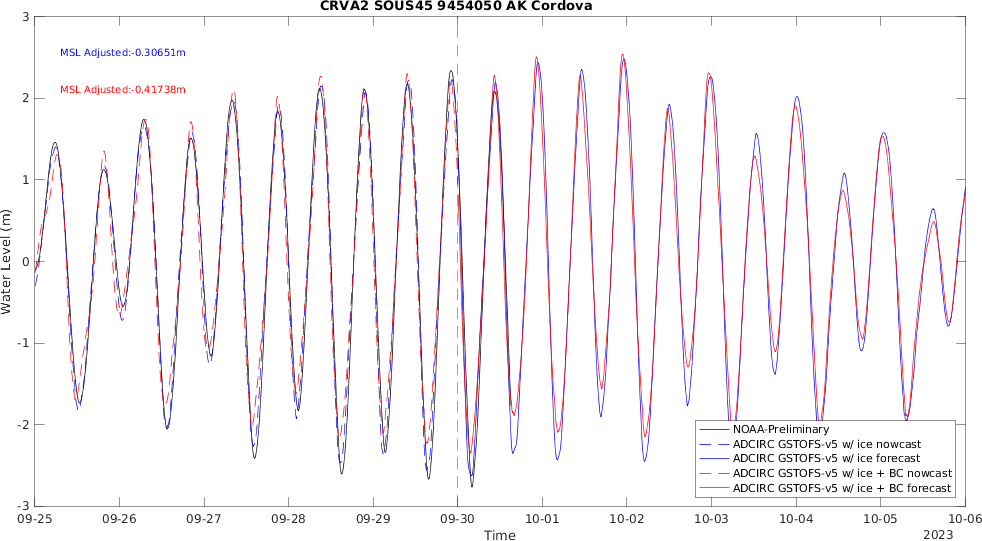 CRVA2 SOUS45 9454050 AK Cordova
3
MSL Adjusted:-0.30651m
MSL Adjusted:-0.41738m
2
1
0
-1
-2
-3
Water Level (m)
NOAA-Preliminary
ADCIRC GSTOFS-v5 w/ ice nowcast
ADCIRC GSTOFS-v5 w/ ice forecast
ADCIRC GSTOFS-v5 w/ ice + BC nowcast
ADCIRC GSTOFS-v5 w/ ice + BC forecast
09-25 09-26 09-27 09-28 09-29 09-30 10-01 10-02 10-03 10-04 10-05 10-06
Time
2023